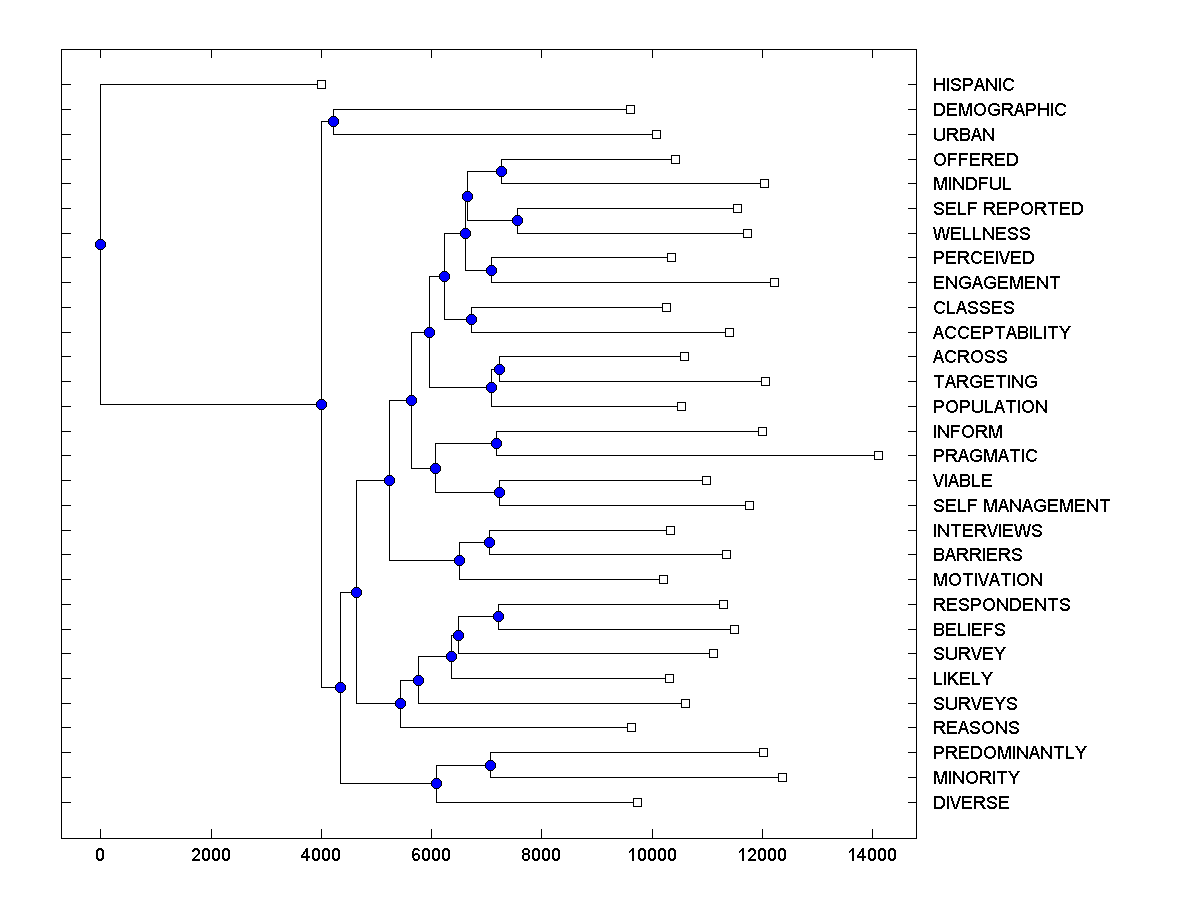 HISPANIC
DEMOGRAPHIC
URBAN
OFFERED
MINDFUL
SELF REPORTED
WELLNESS
PERCEIVED
ENGAGEMENT
CLASSES
ACCEPTABILITY
ACROSS
TARGETING
POPULATION
INFORM
PRAGMATIC
VIABLE
SELF MANAGEMENT
INTERVIEWS
BARRIERS
MOTIVATION
RESPONDENTS
BELIEFS
SURVEY
LIKELY
SURVEYS
REASONS
PREDOMINANTLY
MINORITY
DIVERSE
0 2000 4000 6000 8000 10000 12000 14000